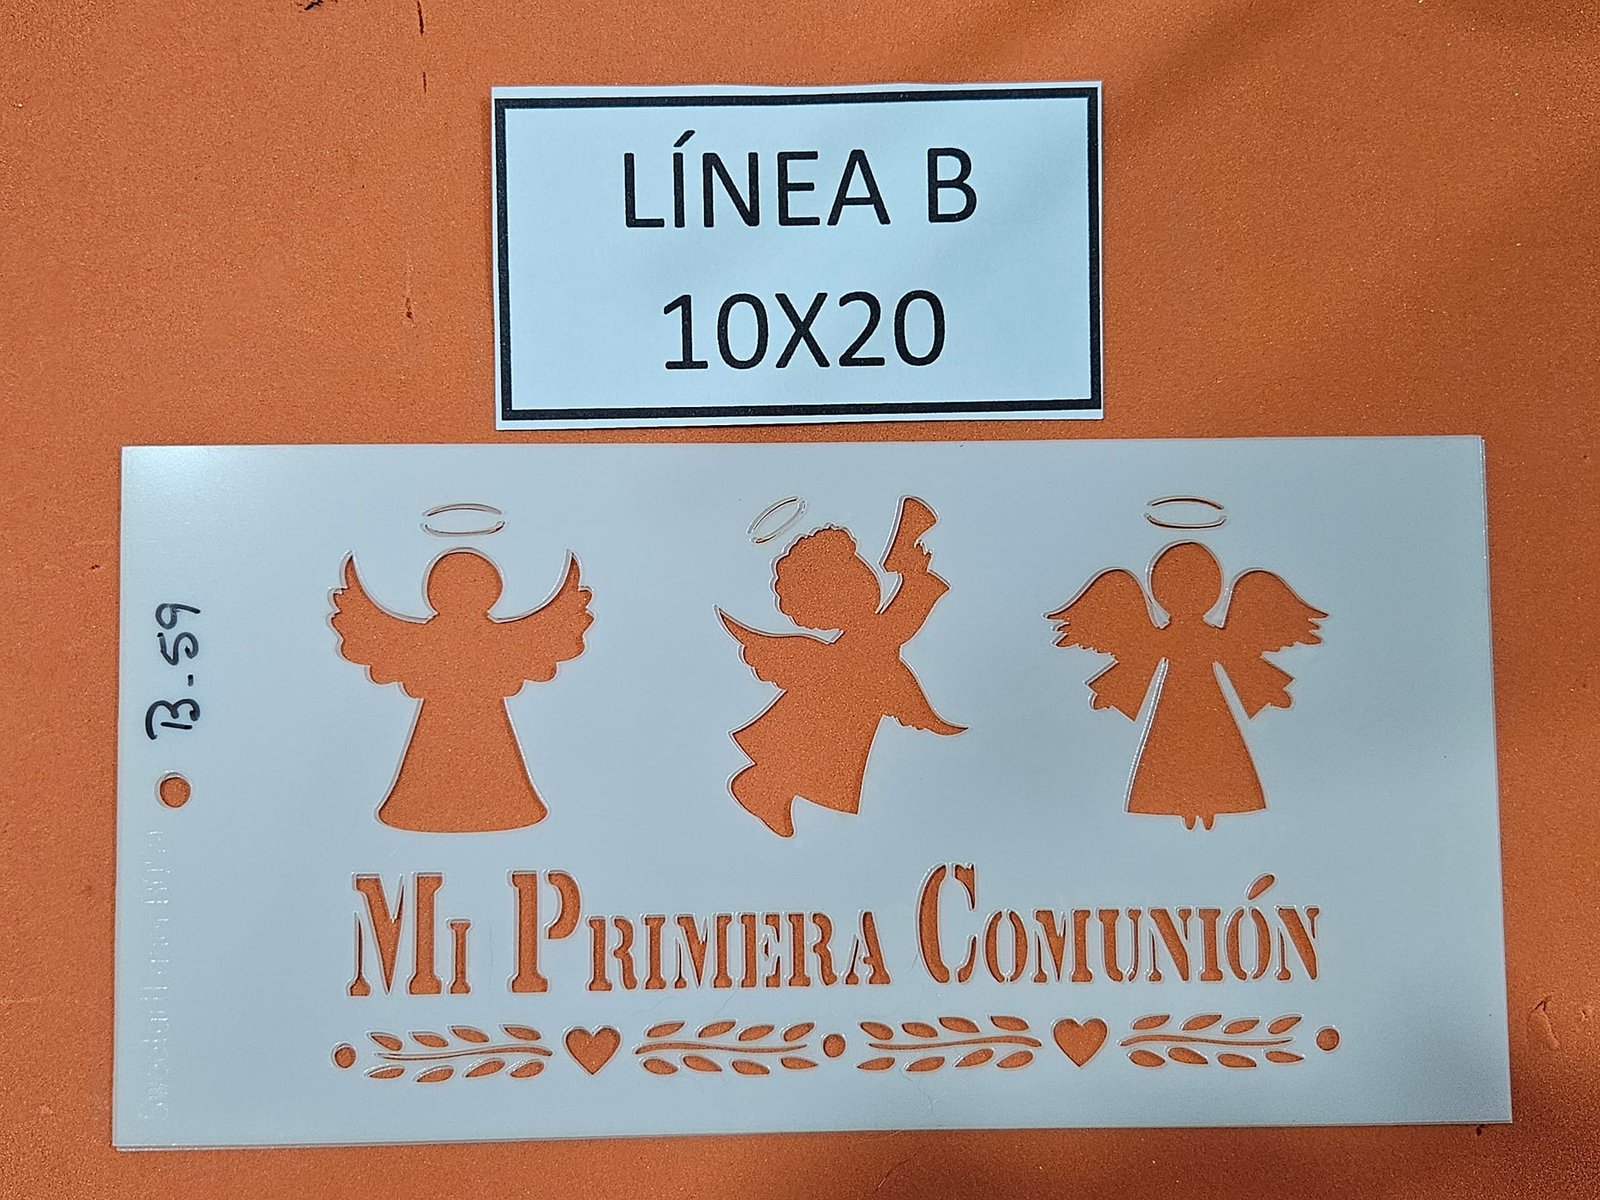 LÍNEA B
10X20
B-59
MI PRIMERA COMUNIÓN